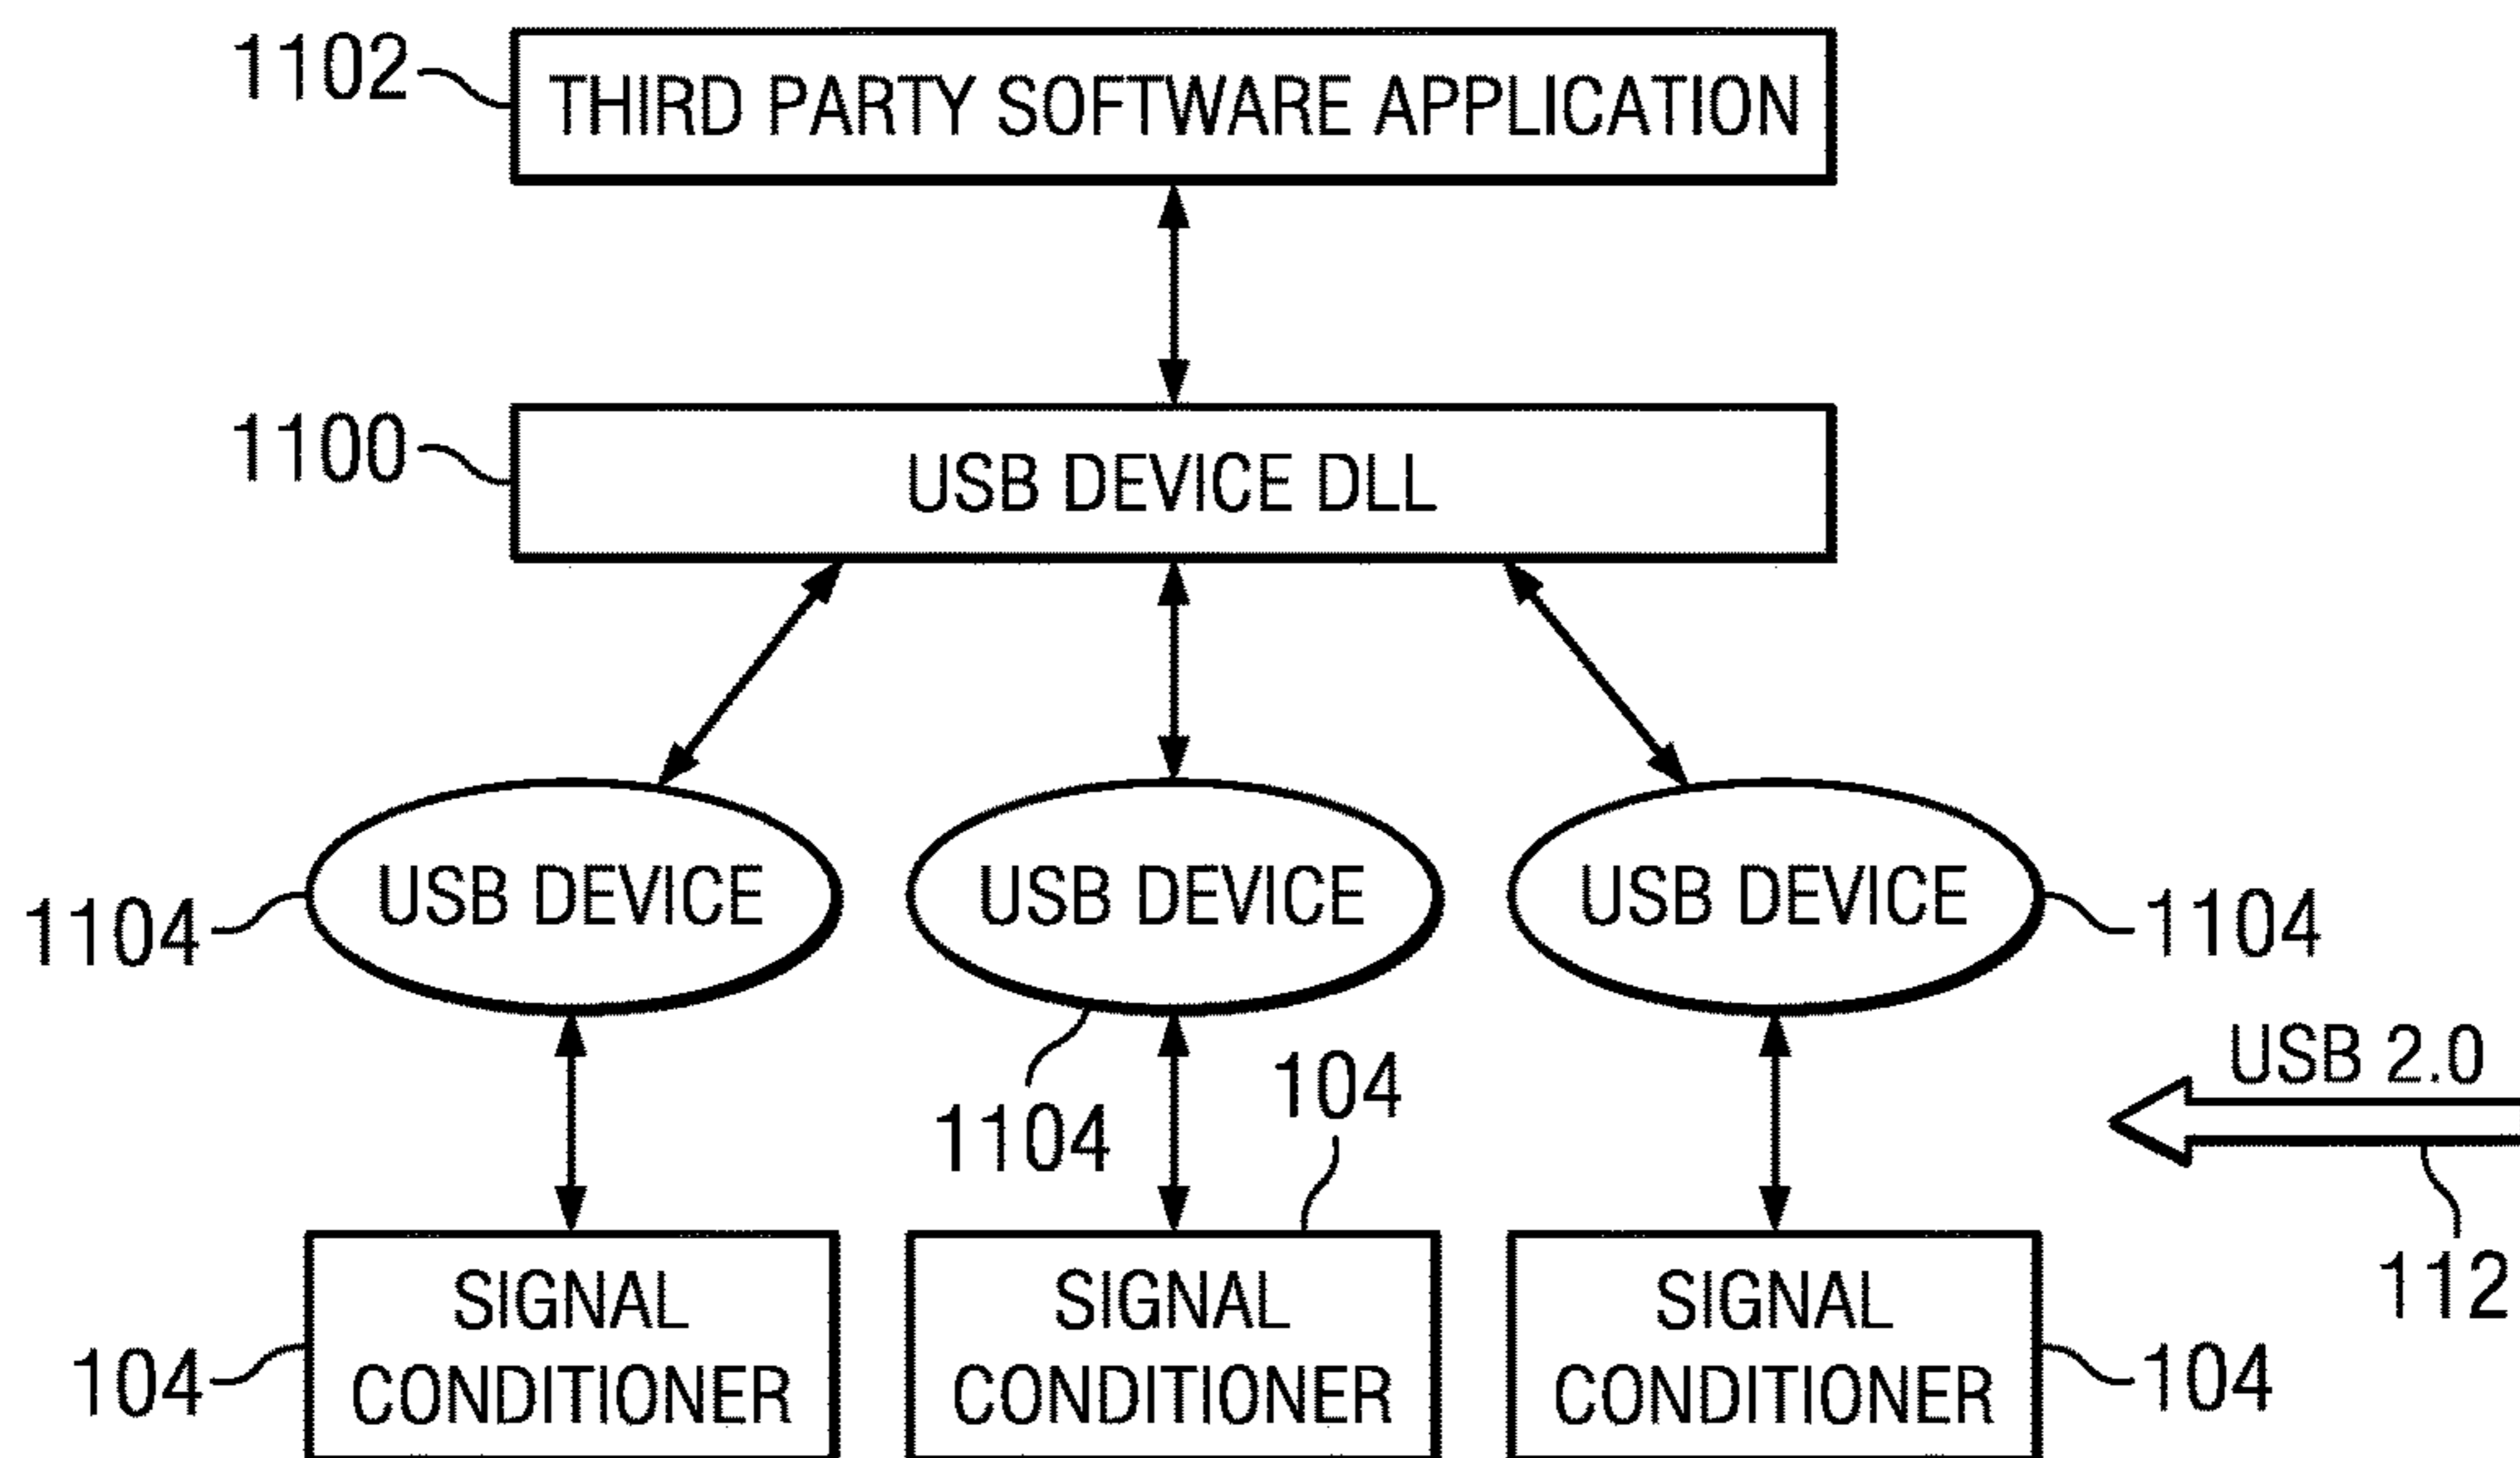 1102
THIRD PARTY SOFTWARE APPLICATION
1100
USB DEVICE DLL
1104
USB DEVICE
USB DEVICE
USB DEVICE
1104
USB 2.0
104
1104
112
SIGNAL
CONDITIONER
SIGNAL
CONDITIONER
SIGNAL
CONDITIONER
104
104